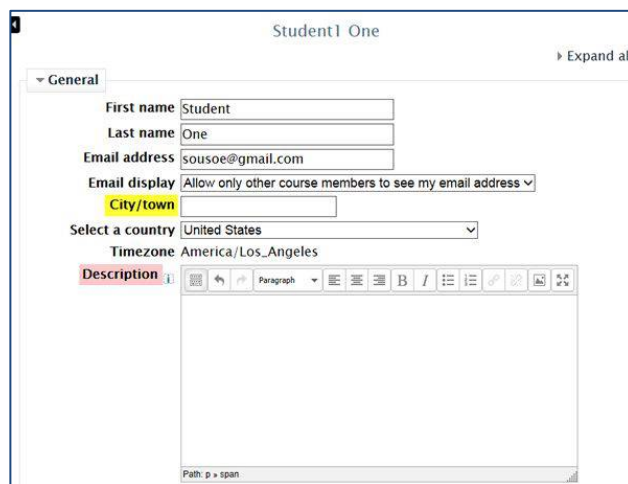 Student1 One
Expand al
General
First name Student
Last name One
Email address sousoe@gmail.com
Email display Allow only other course members to see my email address
City/town
Select a country United States
Timezone America/Los_Angeles
Description
Paragraph B I
Path: p » span